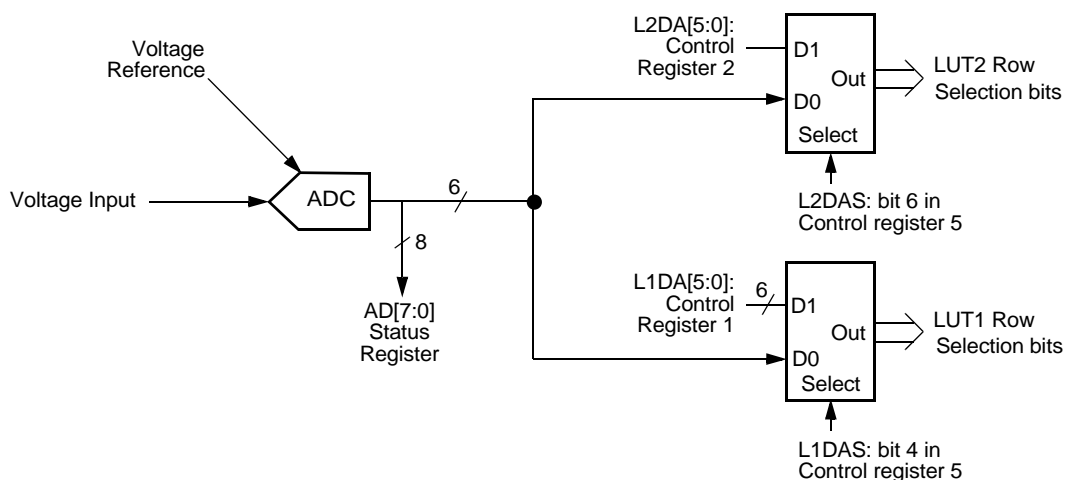 L2DA[5:0]:
Control
Register 2
D1
Out
D0
Select
LUT2 Row
Selection bits
L2DAS: bit 6 in
Control register 5
Voltage
Reference
Voltage Input
ADC
6
8
AD[7:0]
Status
Register
L1DA[5:0]:
Control
Register 1
6
D1
Out
D0
Select
LUT1 Row
Selection bits
L1DAS: bit 4 in
Control register 5